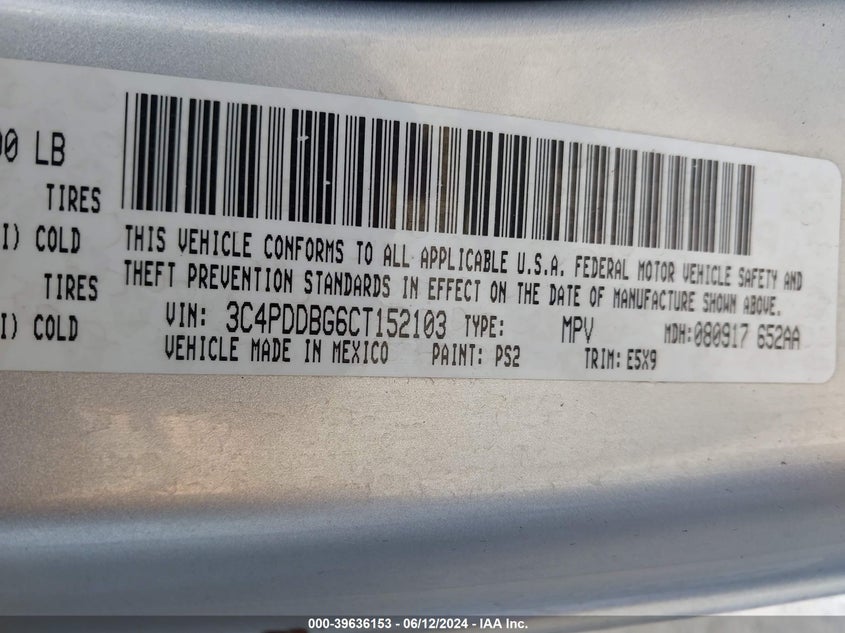 00 LB
TIRES
I) COLD
TIRES
I) COLD
THIS VEHICLE CONFORMS TO ALL APPLICABLE U.S.A. FEDERAL MOTOR VEHICLE SAFETY AND
THEFT PREVENTION STANDARDS IN EFFECT ON THE DATE OF MANUFACTURE SHOWN ABOVE.
VIN: 3C4PDDBG6CT152103 TYPE: MPV MDH:080917 652AA
VEHICLE MADE IN MEXICO PAINT: PS2 TRIM: E5X9
000-39636153 - 06/12/2024 - IAA Inc.